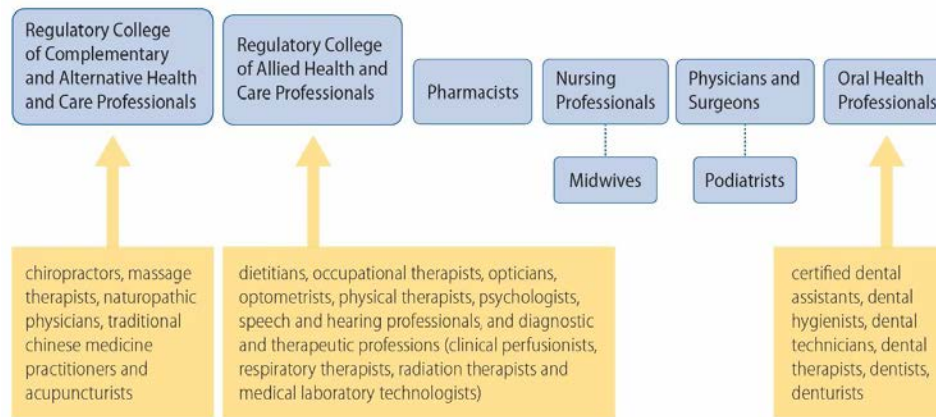 Regulatory College
of Complementary
and Alternative Health
and Care Professionals
Regulatory College
of Allied Health and
Care Professionals
Pharmacists
Nursing
Professionals
Physicians and
Surgeons
Oral Health
Professionals
Midwives
Podiatrists
chiropractors, massage
therapists, naturopathic
physicians, traditional
chinese medicine
practitioners and
acupuncturists
dietitians, occupational therapists, opticians,
optometrists, physical therapists, psychologists,
speech and hearing professionals, and diagnostic
and therapeutic professions (clinical perfusionists,
respiratory therapists, radiation therapists and
medical laboratory technologists)
certified dental
assistants, dental
hygienists, dental
technicians, dental
therapists, dentists,
denturists